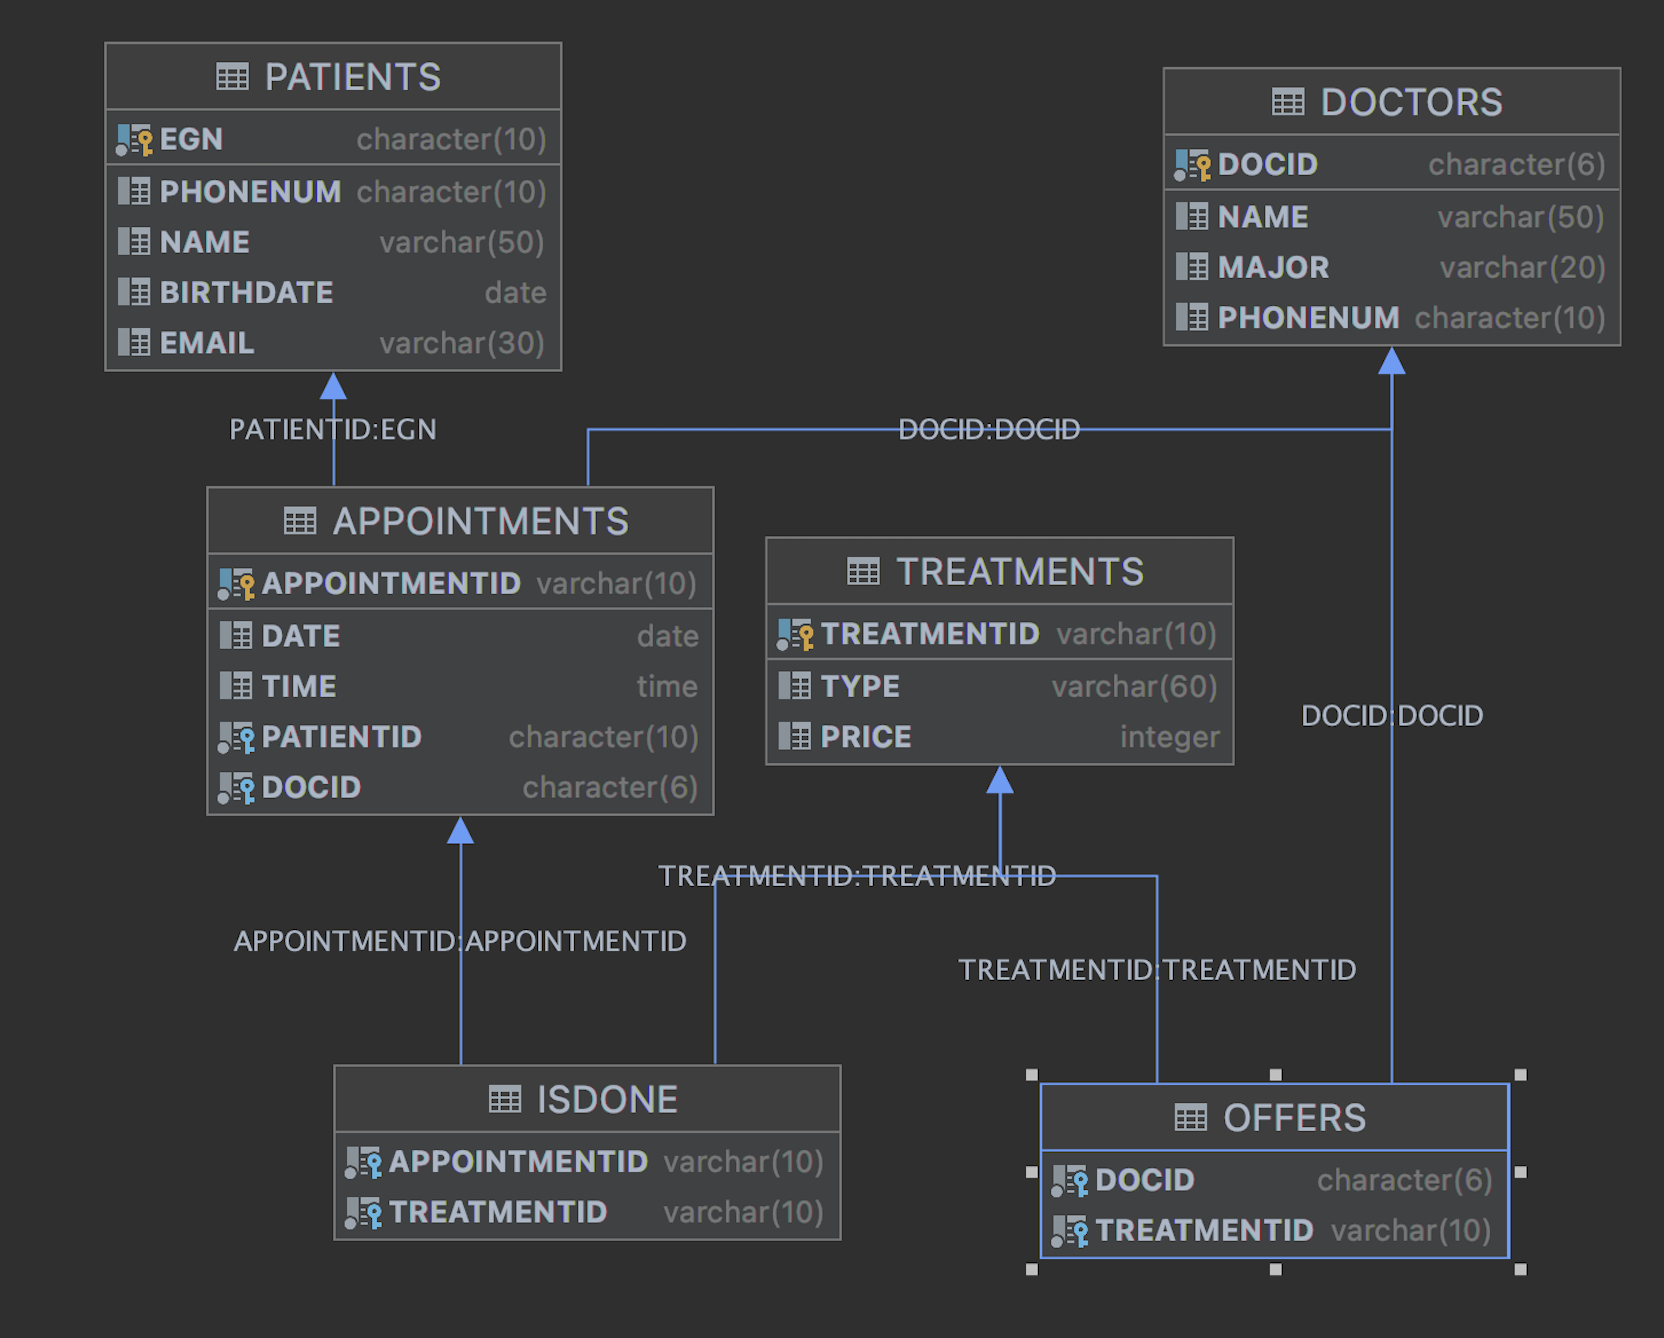 PATIENTS
EGN character(10)
PHONENUM character(10)
NAME varchar(50)
BIRTHDATE date
EMAIL varchar(30)
DOCTORS
DOCID character(6)
NAME varchar(50)
MAJOR varchar(20)
PHONENUM character(10)
PATIENTID:EGN
DOCID:DOCID
APPOINTMENTS
APPOINTMENTID varchar(10)
DATE date
TIME time
PATIENTID character(10)
DOCID character(6)
TREATMENTS
TREATMENTID varchar(10)
TYPE varchar(60)
PRICE integer
DOCID:DOCID
TREATMENTID:TREATMENTID
APPOINTMENTID:APPOINTMENTID
TREATMENTID:TREATMENTID
ISDONE
APPOINTMENTID varchar(10)
TREATMENTID varchar(10)
OFFERS
DOCID character(6)
TREATMENTID varchar(10)